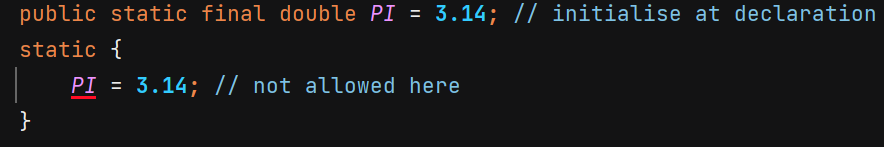 public static final double PI = 3.14; // initialise at declaration
static {
PI = 3.14; // not allowed here
}